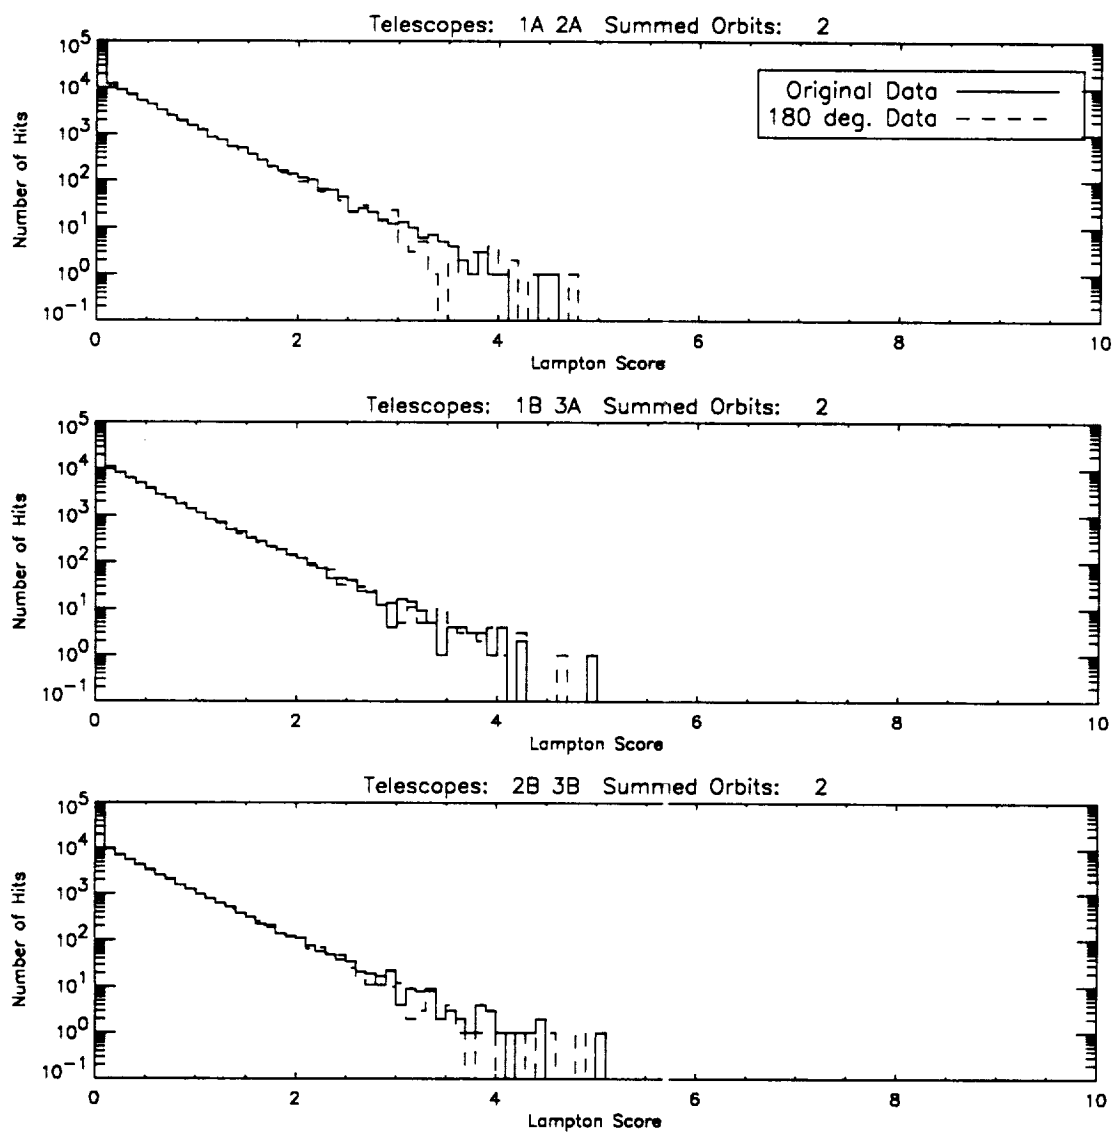 Telescopes: 1A 2A Summed Orbits: 2
Original Data
180 deg. Data
Number of Hits
10^5
10^4
10^3
10^2
10^1
10^0
10^-1
0 2 4 6 8 10
Lampton Score
Telescopes: 1B 3A Summed Orbits: 2
Number of Hits
10^5
10^4
10^3
10^2
10^1
10^0
10^-1
0 2 4 6 8 10
Lampton Score
Telescopes: 2B 3B Summed Orbits: 2
Number of Hits
10^5
10^4
10^3
10^2
10^1
10^0
10^-1
0 2 4 6 8 10
Lampton Score